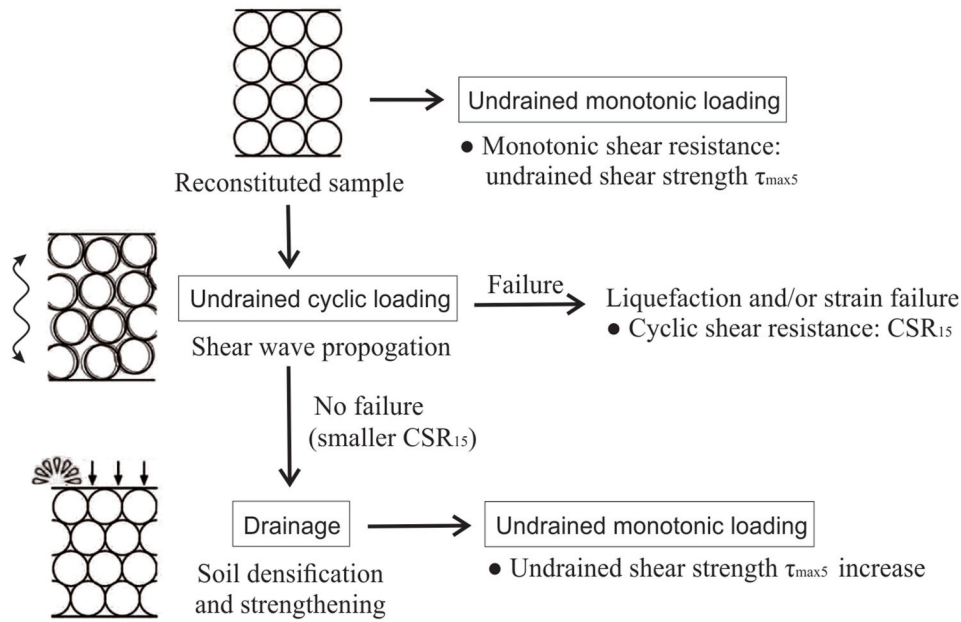 Undrained monotonic loading
● Monotonic shear resistance:
undrained shear strength τmax5
Reconstituted sample
Undrained cyclic loading
Failure
Liquefaction and/or strain failure
● Cyclic shear resistance: CSR15
Shear wave propogation
No failure
(smaller CSR15)
Drainage
Undrained monotonic loading
● Undrained shear strength τmax5 increase
Soil densification
and strengthening